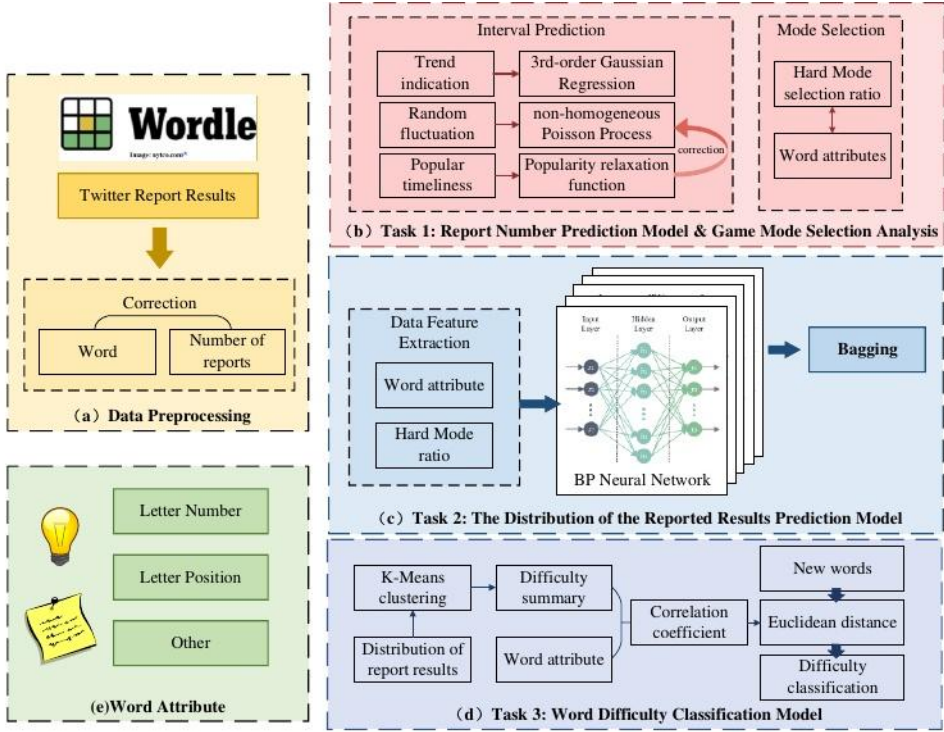 Wordle
Image: nytco.com
Twitter Report Results
Correction
Word
Number of
reports
(a) Data Preprocessing
Interval Prediction
Trend
indication
3rd-order Gaussian
Regression
Random
fluctuation
non-homogeneous
Poisson Process
Popular
timeliness
Popularity relaxation
function
correction
Mode Selection
Hard Mode
selection ratio
Word attributes
(b) Task 1: Report Number Prediction Model & Game Mode Selection Analysis
Data Feature
Extraction
Word attribute
Hard Mode
ratio
Input
Layer
Hidden
Layer
Output
Layer
BP Neural Network
Bagging
(c) Task 2: The Distribution of the Reported Results Prediction Model
K-Means
clustering
Distribution of
report results
Difficulty
summary
Word attribute
Correlation
coefficient
New words
Euclidean distance
Difficulty
classification
(d) Task 3: Word Difficulty Classification Model
Letter Number
Letter Position
Other
(e)Word Attribute